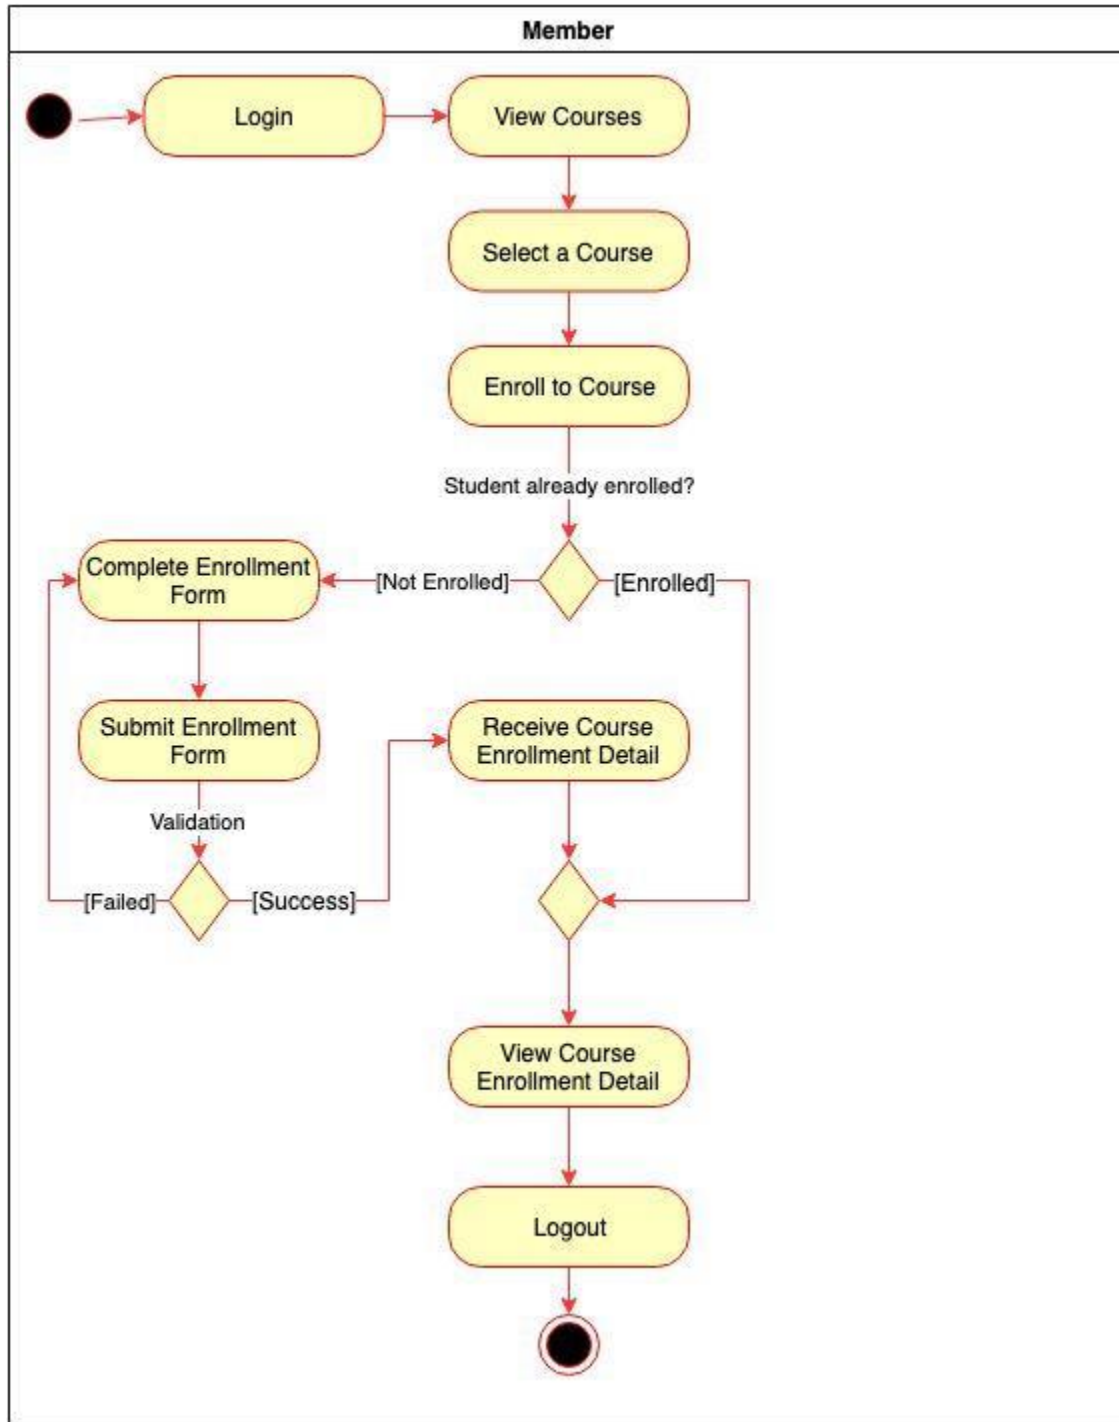 Member
Login
View Courses
Select a Course
Enroll to Course
Student already enrolled?
Complete Enrollment
Form
[Not Enrolled]
[Enrolled]
Submit Enrollment
Form
Receive Course
Enrollment Detail
Validation
[Failed]
[Success]
View Course
Enrollment Detail
Logout